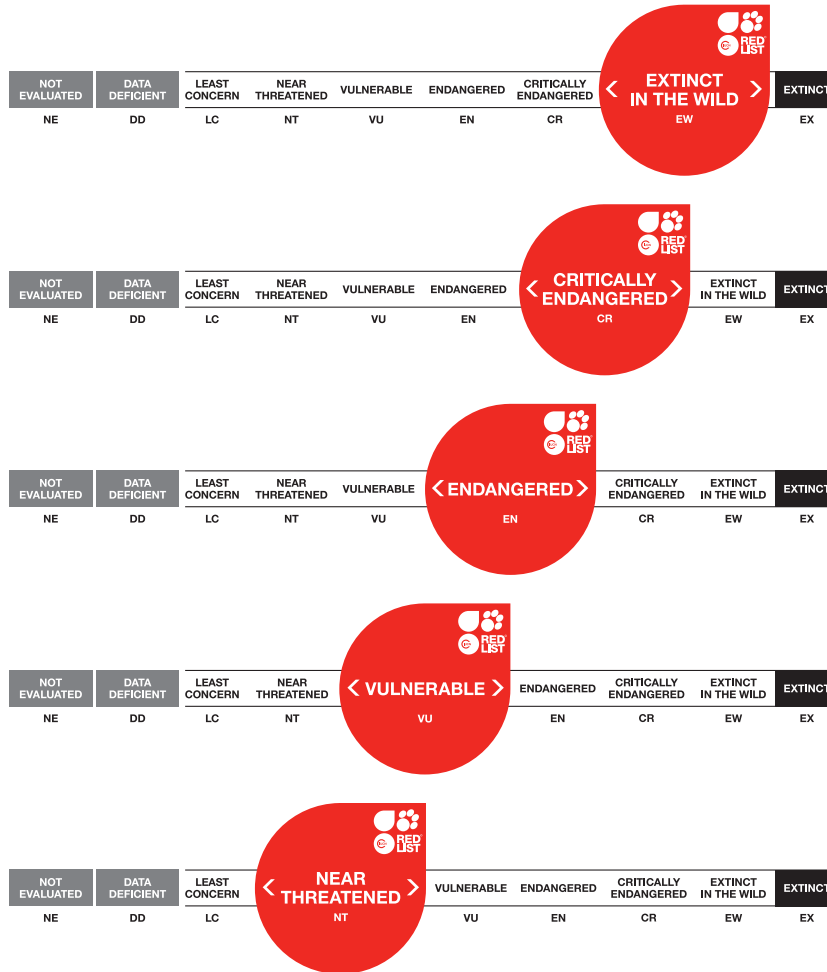 RED
LIST
NOT
EVALUATED
DATA
DEFICIENT
LEAST
CONCERN
NEAR
THREATENED
VULNERABLE
ENDANGERED
CRITICALLY
ENDANGERED
< EXTINCT
IN THE WILD >
EXTINCT
NE DD LC NT VU EN CR EW EX
RED
LIST
NOT
EVALUATED
DATA
DEFICIENT
LEAST
CONCERN
NEAR
THREATENED
VULNERABLE
ENDANGERED
< CRITICALLY
ENDANGERED >
EXTINCT
IN THE WILD
EXTINCT
NE DD LC NT VU EN CR EW EX
RED
LIST
NOT
EVALUATED
DATA
DEFICIENT
LEAST
CONCERN
NEAR
THREATENED
VULNERABLE
< ENDANGERED >
CRITICALLY
ENDANGERED
EXTINCT
IN THE WILD
EXTINCT
NE DD LC NT VU EN CR EW EX
RED
LIST
NOT
EVALUATED
DATA
DEFICIENT
LEAST
CONCERN
NEAR
THREATENED
< VULNERABLE >
ENDANGERED
CRITICALLY
ENDANGERED
EXTINCT
IN THE WILD
EXTINCT
NE DD LC NT VU EN CR EW EX
RED
LIST
NOT
EVALUATED
DATA
DEFICIENT
LEAST
CONCERN
< NEAR
THREATENED >
VULNERABLE
ENDANGERED
CRITICALLY
ENDANGERED
EXTINCT
IN THE WILD
EXTINCT
NE DD LC NT VU EN CR EW EX